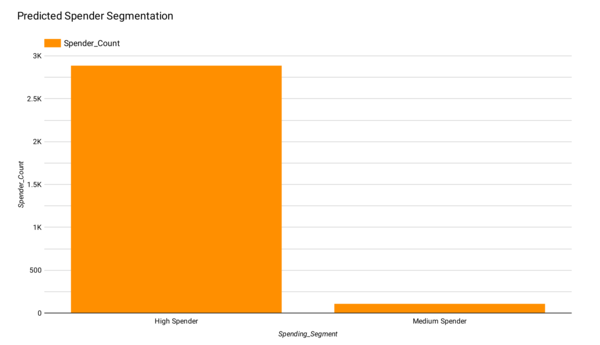 Predicted Spender Segmentation
Spender_Count
3K
2.5K
2K
1.5K
1K
500
0
Spender_Count
High Spender
Medium Spender
Spending_Segment